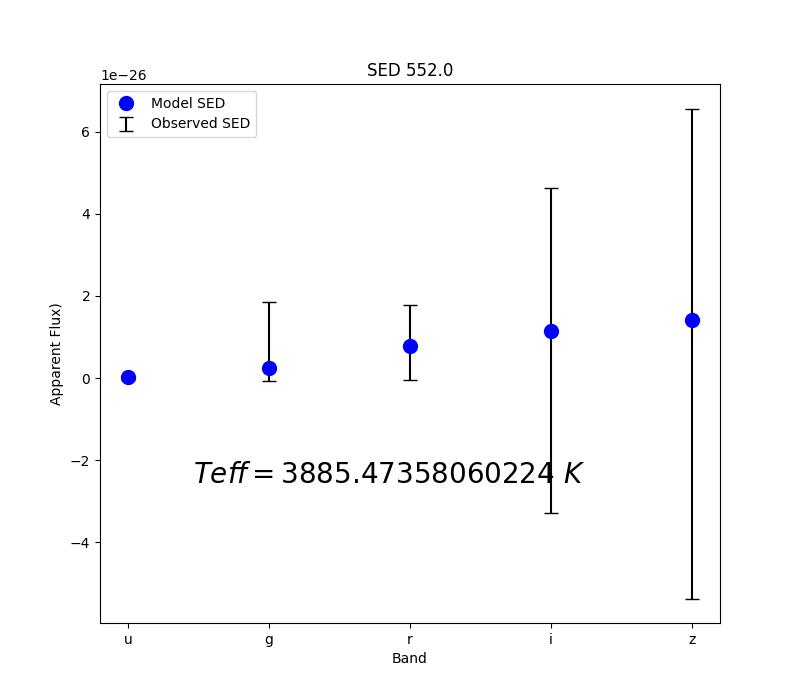 SED 552.0
1e−26
Model SED
Observed SED
6
4
2
0
−2
−4
Apparent Flux)
Teff = 3885.47358060224 K
u g r i z
Band